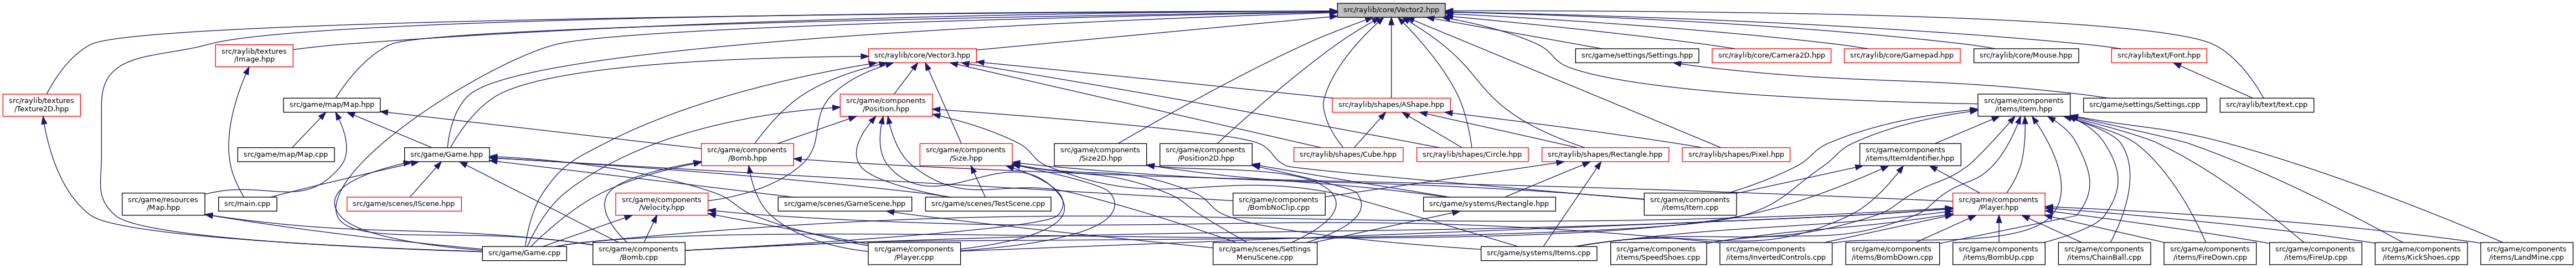 src/raylib/core/Vector2.hpp
src/raylib/textures
/Image.hpp
src/raylib/core/Vector3.hpp
src/game/settings/Settings.hpp
src/raylib/core/Camera2D.hpp
src/raylib/core/Gamepad.hpp
src/raylib/core/Mouse.hpp
src/raylib/text/Font.hpp
src/raylib/textures
/Texture2D.hpp
src/game/map/Map.hpp
src/game/components
/Position.hpp
src/raylib/shapes/AShape.hpp
src/game/components
/items/Item.hpp
src/game/settings/Settings.cpp
src/raylib/text/text.cpp
src/game/map/Map.cpp
src/game/Game.hpp
src/game/components
/Bomb.hpp
src/game/components
/Size.hpp
src/game/components
/Size2D.hpp
src/game/components
/Position2D.hpp
src/raylib/shapes/Cube.hpp
src/raylib/shapes/Circle.hpp
src/raylib/shapes/Rectangle.hpp
src/raylib/shapes/Pixel.hpp
src/game/components
/items/ItemIdentifier.hpp
src/game/resources
/Map.hpp
src/main.cpp
src/game/scenes/IScene.hpp
src/game/components
/Velocity.hpp
src/game/scenes/GameScene.hpp
src/game/scenes/TestScene.cpp
src/game/components
/BombNoClip.cpp
src/game/systems/Rectangle.hpp
src/game/components
/items/Item.cpp
src/game/components
/Player.hpp
src/game/Game.cpp
src/game/components
/Bomb.cpp
src/game/components
/Player.cpp
src/game/scenes/Settings
MenuScene.cpp
src/game/systems/Items.cpp
src/game/components
/items/SpeedShoes.cpp
src/game/components
/items/InvertedControls.cpp
src/game/components
/items/BombDown.cpp
src/game/components
/items/BombUp.cpp
src/game/components
/items/ChainBall.cpp
src/game/components
/items/FireDown.cpp
src/game/components
/items/FireUp.cpp
src/game/components
/items/KickShoes.cpp
src/game/components
/items/LandMine.cpp